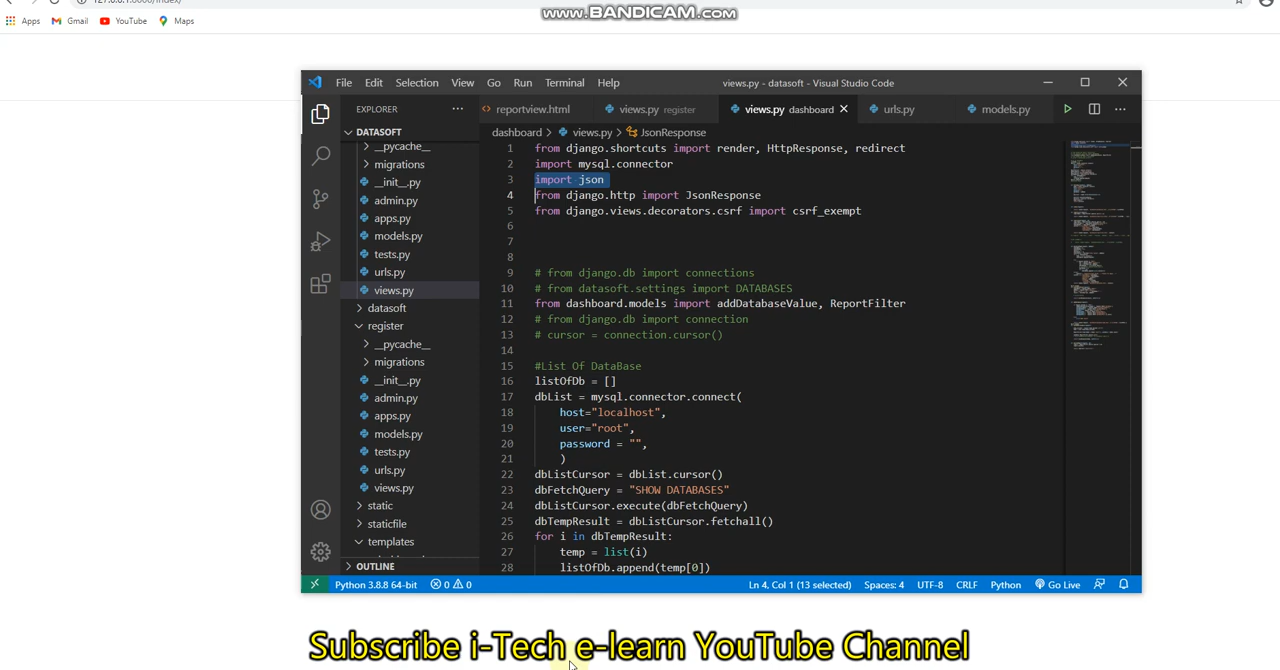 127.0.0.1:8000/index/
www.BANDICAM.com
Apps Gmail YouTube Maps
File Edit Selection View Go Run Terminal Help views.py - datasoft - Visual Studio Code
EXPLORER ... reportview.html views.py register views.py dashboard urls.py models.py ...
DATASOFT
dashboard > views.py > JsonResponse
__pycache__
migrations
__init__.py
admin.py
apps.py
models.py
tests.py
urls.py
views.py
datasoft
register
__pycache__
migrations
__init__.py
admin.py
apps.py
models.py
tests.py
urls.py
views.py
static
staticfile
templates
OUTLINE
1 from django.shortcuts import render, HttpResponse, redirect
2 import mysql.connector
3 import json
4 from django.http import JsonResponse
5 from django.views.decorators.csrf import csrf_exempt
6
7
8
9 # from django.db import connections
10 # from datasoft.settings import DATABASES
11 from dashboard.models import addDatabaseValue, ReportFilter
12 # from django.db import connection
13 # cursor = connection.cursor()
14
15 #List Of DataBase
16 listOfDb = []
17 dbList = mysql.connector.connect(
18 host="localhost",
19 user="root",
20 password = "",
21 )
22 dbListCursor = dbList.cursor()
23 dbFetchQuery = "SHOW DATABASES"
24 dbListCursor.execute(dbFetchQuery)
25 dbTempResult = dbListCursor.fetchall()
26 for i in dbTempResult:
27 temp = list(i)
28 listOfDb.append(temp[0])
Python 3.8.8 64-bit 0 0 Ln 4, Col 1 (13 selected) Spaces: 4 UTF-8 CRLF Python Go Live
Subscribe i-Tech e-learn YouTube Channel